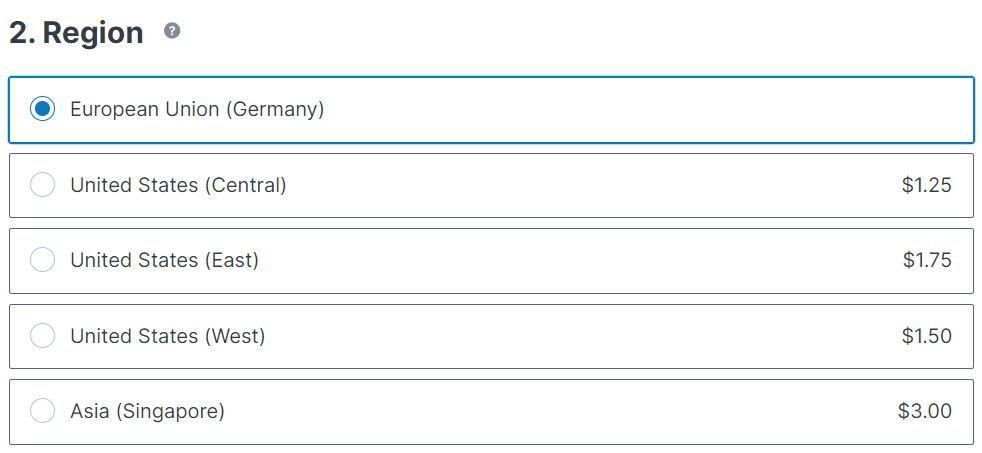 2. Region ?
European Union (Germany)
United States (Central) $1.25
United States (East) $1.75
United States (West) $1.50
Asia (Singapore) $3.00